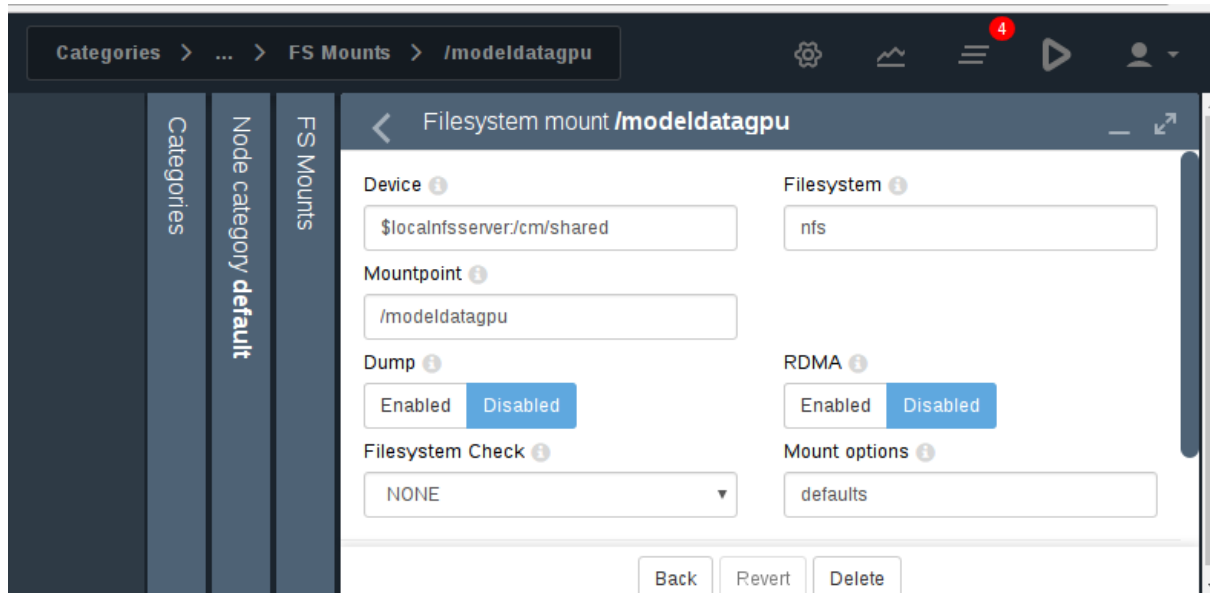 Categories > ... > FS Mounts > /modeldatagpu
4
Categories
Node category default
FS Mounts
Filesystem mount /modeldatagpu
Device
Filesystem
$localnfsserver:/cm/shared
nfs
Mountpoint
/modeldatagpu
Dump
RDMA
Enabled Disabled
Enabled Disabled
Filesystem Check
Mount options
NONE
defaults
Back Revert Delete